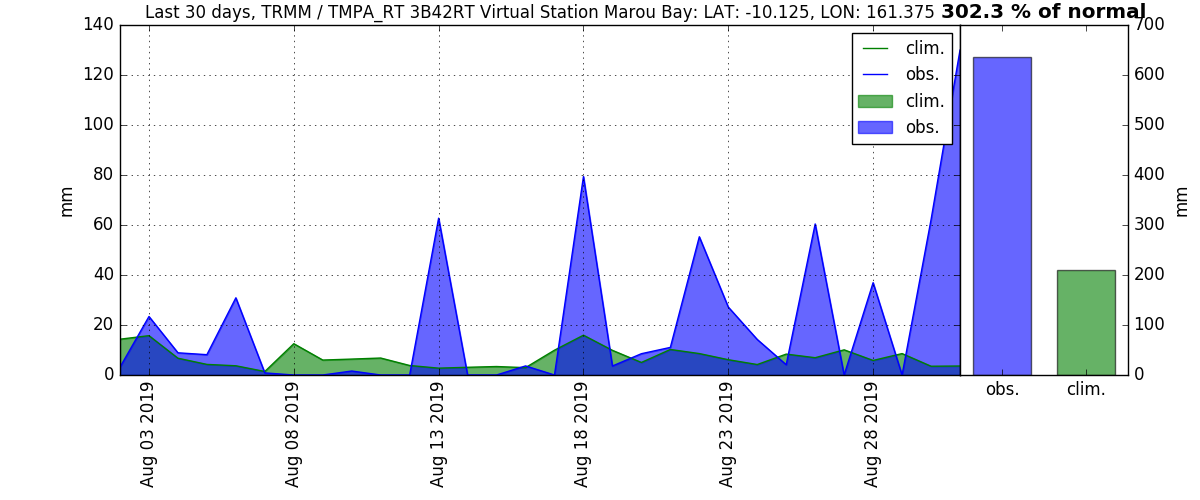 Last 30 days, TRMM / TMPA_RT 3B42RT Virtual Station Marou Bay: LAT: -10.125, LON: 161.375 302.3 % of normal
140
120
100
80
60
40
20
0
mm
clim.
obs.
clim.
obs.
Aug 03 2019
Aug 08 2019
Aug 13 2019
Aug 18 2019
Aug 23 2019
Aug 28 2019
700
600
500
400
300
200
100
0
mm
obs.
clim.